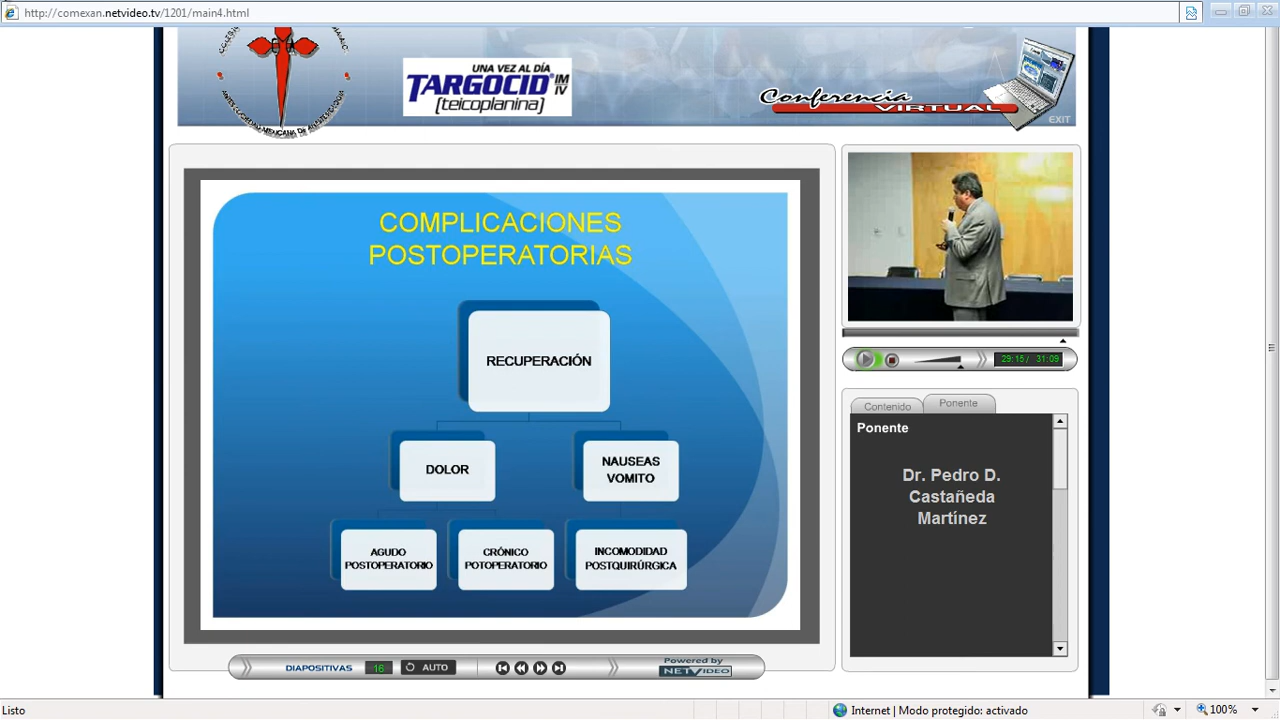 http://comexan.netvideo.tv/1201/main4.html
UNA VEZ AL DÍA
TARGOCID IM IV
[teicoplanina]
Conferencia
VIRTUAL
EXIT
COMPLICACIONES
POSTOPERATORIAS
RECUPERACIÓN
DOLOR
NAUSEAS
VOMITO
AGUDO
POSTOPERATORIO
CRÓNICO
POTOPERATORIO
INCOMODIDAD
POSTQUIRÚRGICA
29:15 / 31:09
Contenido
Ponente
Ponente
Dr. Pedro D.
Castañeda
Martínez
DIAPOSITIVAS
16
AUTO
Powered by
NETVIDEO
Listo
Internet | Modo protegido: activado
100%